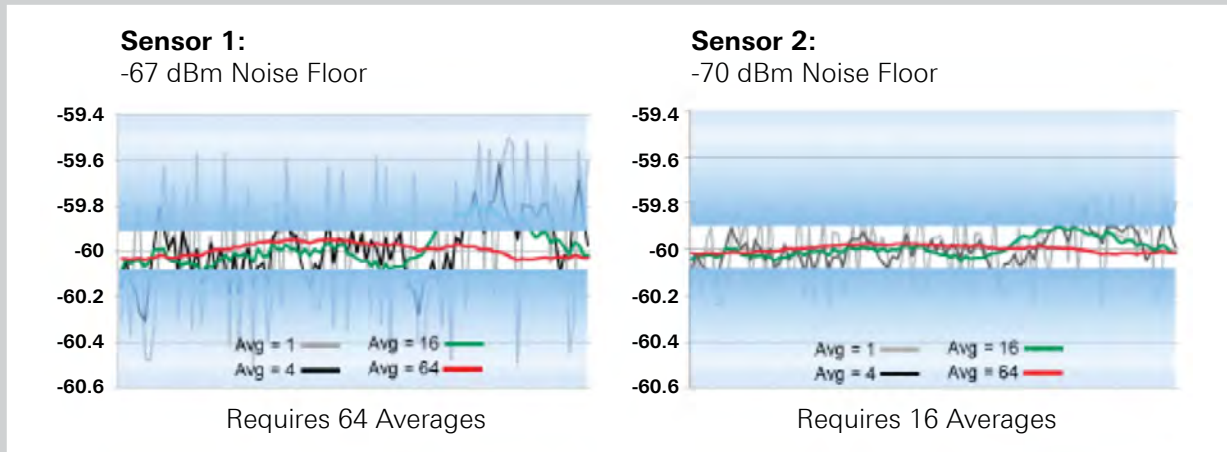 Sensor 1:
-67 dBm Noise Floor
-59.4
-59.6
-59.8
-60
-60.2
-60.4
-60.6
Avg = 1
Avg = 16
Avg = 4
Avg = 64
Requires 64 Averages
Sensor 2:
-70 dBm Noise Floor
-59.4
-59.6
-59.8
-60
-60.2
-60.4
-60.6
Avg = 1
Avg = 16
Avg = 4
Avg = 64
Requires 16 Averages